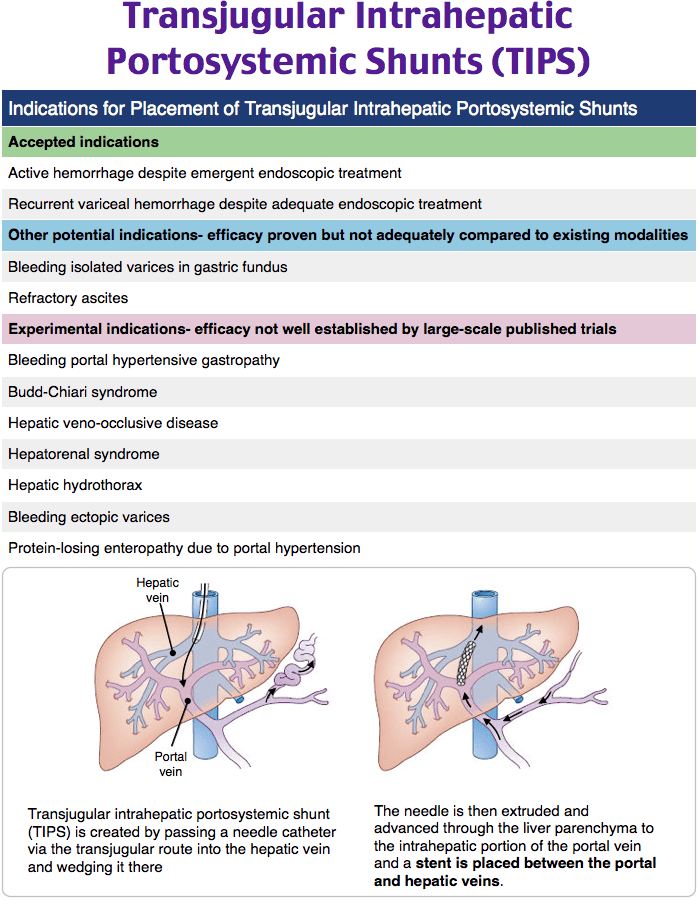 Transjugular Intrahepatic
Portosystemic Shunts (TIPS)
Indications for Placement of Transjugular Intrahepatic Portosystemic Shunts
Accepted indications
Active hemorrhage despite emergent endoscopic treatment
Recurrent variceal hemorrhage despite adequate endoscopic treatment
Other potential indications- efficacy proven but not adequately compared to existing modalities
Bleeding isolated varices in gastric fundus
Refractory ascites
Experimental indications- efficacy not well established by large-scale published trials
Bleeding portal hypertensive gastropathy
Budd-Chiari syndrome
Hepatic veno-occlusive disease
Hepatorenal syndrome
Hepatic hydrothorax
Bleeding ectopic varices
Protein-losing enteropathy due to portal hypertension
Hepatic
vein
Portal
vein
Transjugular intrahepatic portosystemic shunt
(TIPS) is created by passing a needle catheter
via the transjugular route into the hepatic vein
and wedging it there
The needle is then extruded and
advanced through the liver parenchyma to
the intrahepatic portion of the portal vein
and a stent is placed between the portal
and hepatic veins.